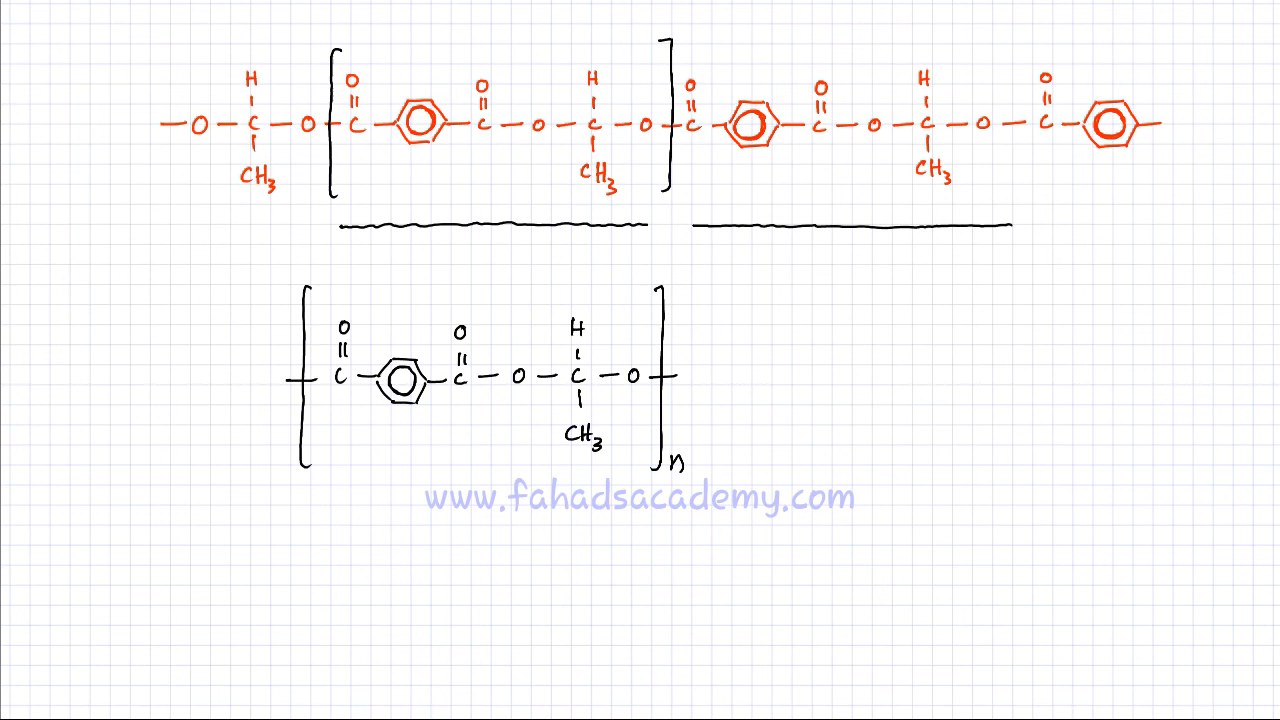 H O O H O O H O
O C O C C O C O C C O C O C
CH3 CH3 CH3
O O H
C C O C O
CH3
n
www.fahadsacademy.com